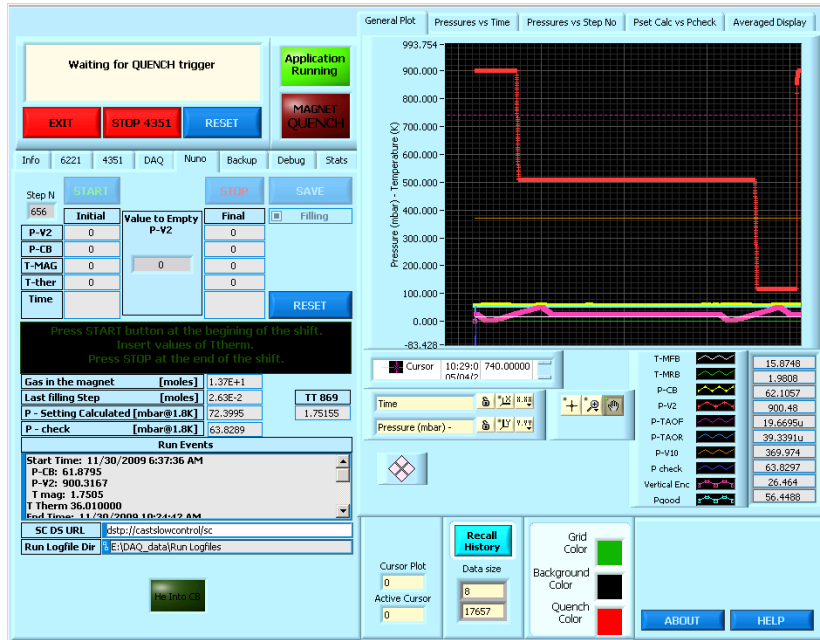 General Plot
Pressures vs Time
Pressures vs Step No
Pset Calc vs Pcheck
Averaged Display
Waiting for QUENCH trigger
Application Running
EXIT
STOP 4351
RESET
MAGNET QUENCH
Info
6221
4351
DAQ
Nuno
Backup
Debug
Stats
Step N
START
STOP
SAVE
656
Initial
Value to Empty P-V2
Final
Filling
P-V2
0
0
P-CB
0
0
0
T-MAG
0
0
T-ther
0
0
Time
RESET
Press START button at the begining of the shift.
Insert values of Ttherm.
Press STOP at the end of the shift.
Gas in the magnet [moles] 1.37E+1
Last filling Step [moles] 2.63E-2
TT 869
P - Setting Calculated [mbar@1.8K] 72.3995
1.75155
P - check [mbar@1.8K] 63.8289
Run Events
Start Time: 11/30/2009 6:37:36 AM
P-CB: 61.8795
P-V2: 900.3167
T mag: 1.7505
T Therm 36.010000
End Time: 11/30/2009 10:24:42 AM
SC DS URL
dstp://castslowcontrol/sc
Run Logfile Dir
E:\DAQ_data\Run Logfiles
He Into CB
993.754
900.000
800.000
700.000
600.000
500.000
400.000
300.000
200.000
100.000
0.000
-83.428
Pressure (mbar) - Temperature (K)
Cursor
10:29:0
740.00000
05/04/2
Time
Pressure (mbar) -
T-MFB
15.8748
T-MRB
1.9808
P-CB
62.1057
P-V2
900.48
P-TAOF
19.6695u
P-TAOR
39.3391u
P-V10
369.974
P check
63.8297
Vertical Enc
26.464
Pgood
56.4488
Cursor Plot
0
Active Cursor
0
Recall History
Data size
8
17657
Grid Color
Background Color
Quench Color
ABOUT
HELP